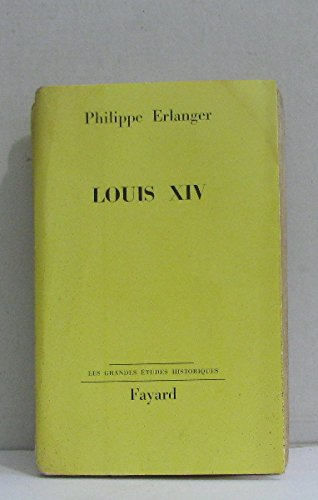 Philippe Erlanger
LOUIS XIV
LES GRANDES ÉTUDES HISTORIQUES
Fayard